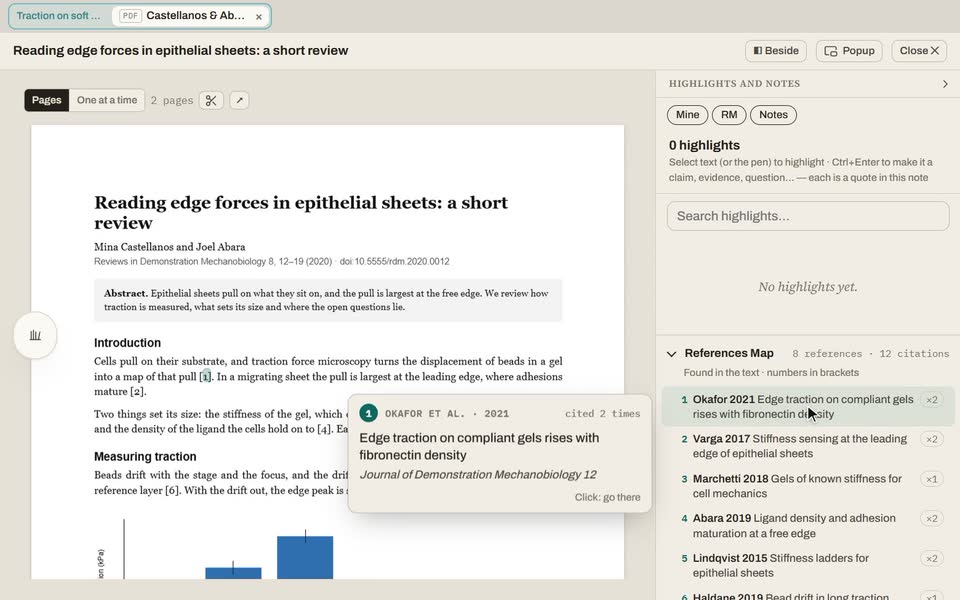 Traction on soft ...
PDF Castellanos & Ab... ×
Reading edge forces in epithelial sheets: a short review
Beside
Popup
Close ×
Pages
One at a time
2 pages
HIGHLIGHTS AND NOTES
Mine
RM
Notes
0 highlights
Select text (or the pen) to highlight · Ctrl+Enter to make it a
claim, evidence, question... — each is a quote in this note
Search highlights...
No highlights yet.
References Map 8 references · 12 citations
Found in the text · numbers in brackets
1 Okafor 2021 Edge traction on compliant gels ×2
rises with fibronectin density
2 Varga 2017 Stiffness sensing at the leading ×2
edge of epithelial sheets
3 Marchetti 2018 Gels of known stiffness for ×1
cell mechanics
4 Abara 2019 Ligand density and adhesion ×2
maturation at a free edge
5 Lindqvist 2015 Stiffness ladders for ×2
epithelial sheets
6 Haldane 2019 Bead drift in long traction ×1
Reading edge forces in epithelial sheets: a short
review
Mina Castellanos and Joel Abara
Reviews in Demonstration Mechanobiology 8, 12–19 (2020) · doi:10.5555/rdm.2020.0012
Abstract. Epithelial sheets pull on what they sit on, and the pull is largest at the free edge. We review how
traction is measured, what sets its size and where the open questions lie.
Introduction
Cells pull on their substrate, and traction force microscopy turns the displacement of beads in a gel
into a map of that pull [1]. In a migrating sheet the pull is largest at the leading edge, where adhesions
mature [2].
Two things set its size: the stiffness of the gel, which
and the density of the ligand the cells hold on to [4].
Measuring traction
Beads drift with the stage and the focus, and the
reference layer [6]. With the drift out, the edge peak is
(kPa)
1 OKAFOR ET AL. · 2021 cited 2 times
Edge traction on compliant gels rises with
fibronectin density
Journal of Demonstration Mechanobiology 12
Click: go there